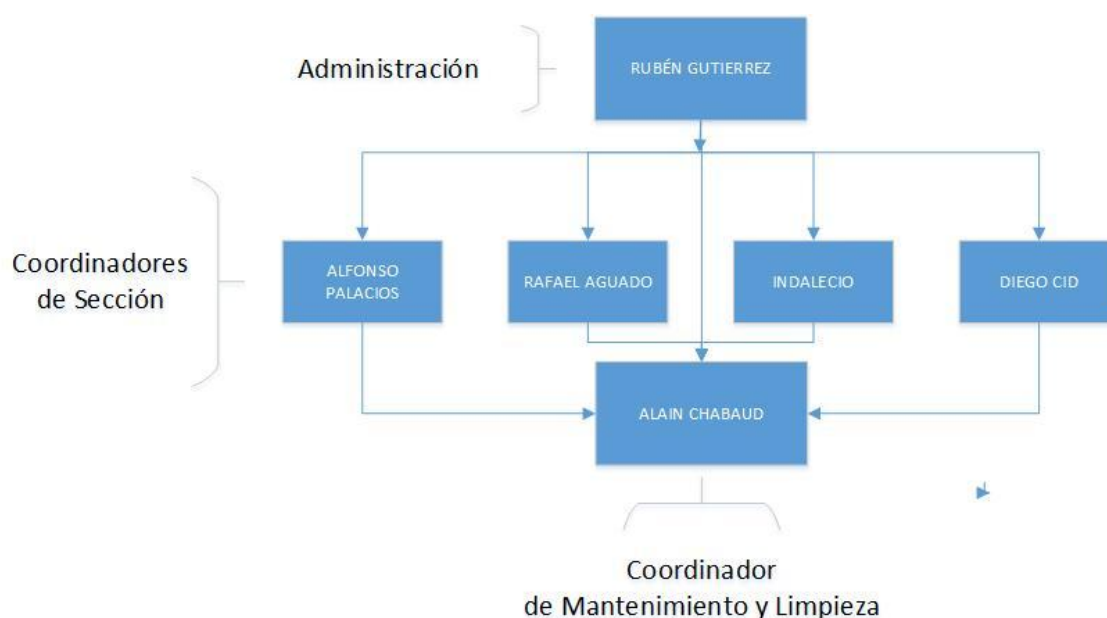 Administración
RUBÉN GUTIERREZ
Coordinadores
de Sección
ALFONSO
PALACIOS
RAFAEL AGUADO
INDALECIO
DIEGO CID
ALAIN CHABAUD
Coordinador
de Mantenimiento y Limpieza